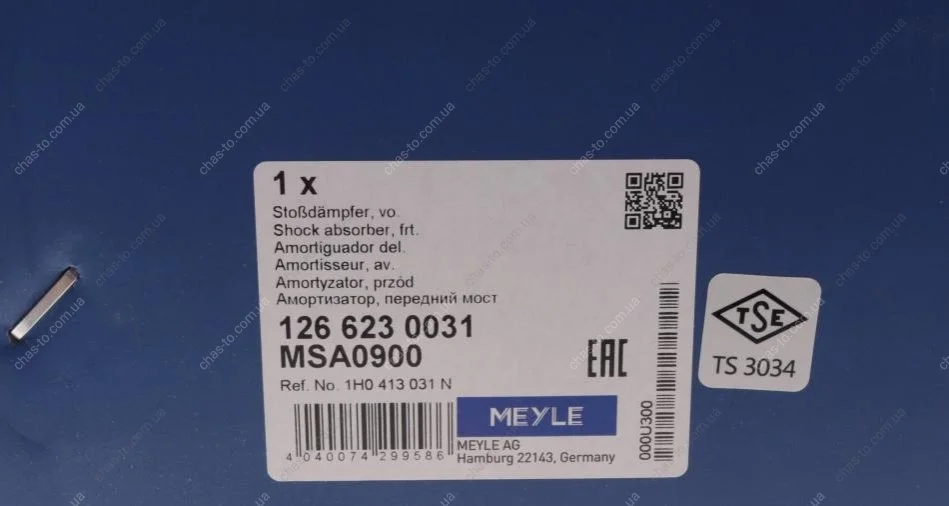 1 x
Stoßdämpfer, vo.
Shock absorber, frt.
Amortiguador del.
Amortisseur, av.
Amortyzator, przód
Амортизатор, передний мост
126 623 0031
MSA0900
Ref. No. 1H0 413 031 N
EAC
4 040074 299586
MEYLE
MEYLE AG
Hamburg 22143, Germany
000U300
TSE
TS 3034
chas-to.com.ua